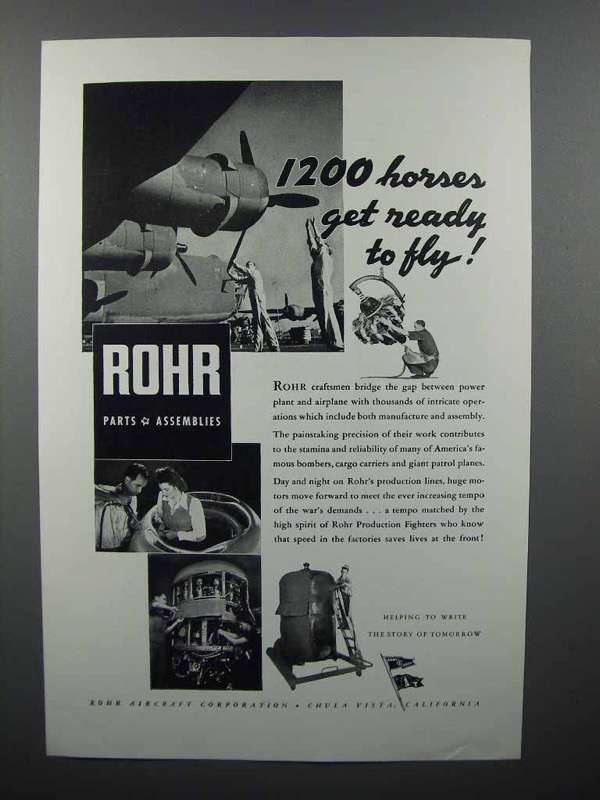 1200 horses
get ready
to fly!
ROHR
PARTS ☆ ASSEMBLIES
ROHR craftsmen bridge the gap between power
plant and airplane with thousands of intricate oper-
ations which include both manufacture and assembly.
The painstaking precision of their work contributes
to the stamina and reliability of many of America's fa-
mous bombers, cargo carriers and giant patrol planes.
Day and night on Rohr's production lines, huge mo-
tors move forward to meet the ever increasing tempo
of the war's demands . . . a tempo matched by the
high spirit of Rohr Production Fighters who know
that speed in the factories saves lives at the front!
HELPING TO WRITE
THE STORY OF TOMORROW
ROHR AIRCRAFT CORPORATION • CHULA VISTA, CALIFORNIA